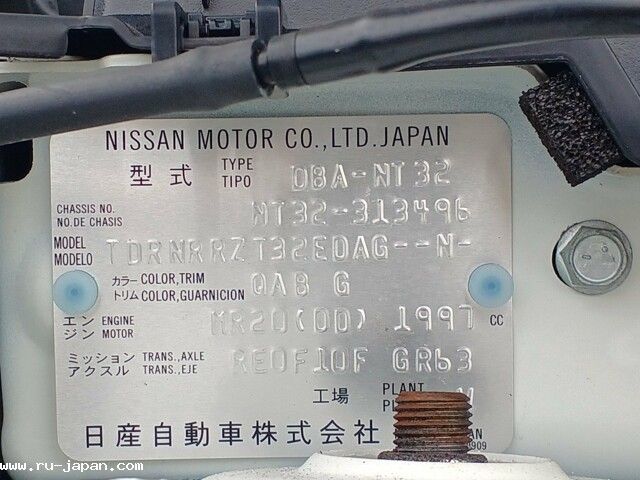 NISSAN MOTOR CO.,LTD.JAPAN
型式 TYPE TIPO DBA-NT32
CHASSIS NO. NO.DE CHASIS NT32-313496
MODEL MODELO TDRNRRZT32EDAG--N-
カラー COLOR,TRIM トリム COLOR,GUARNICION QAB G
エンジン ENGINE MOTOR MR20(DD) 1997 CC
ミッション TRANS.,AXLE アクスル TRANS.,EJE RE0F10F GR63
工場 PLANT
日産自動車株式会社
www.ru-japan.com